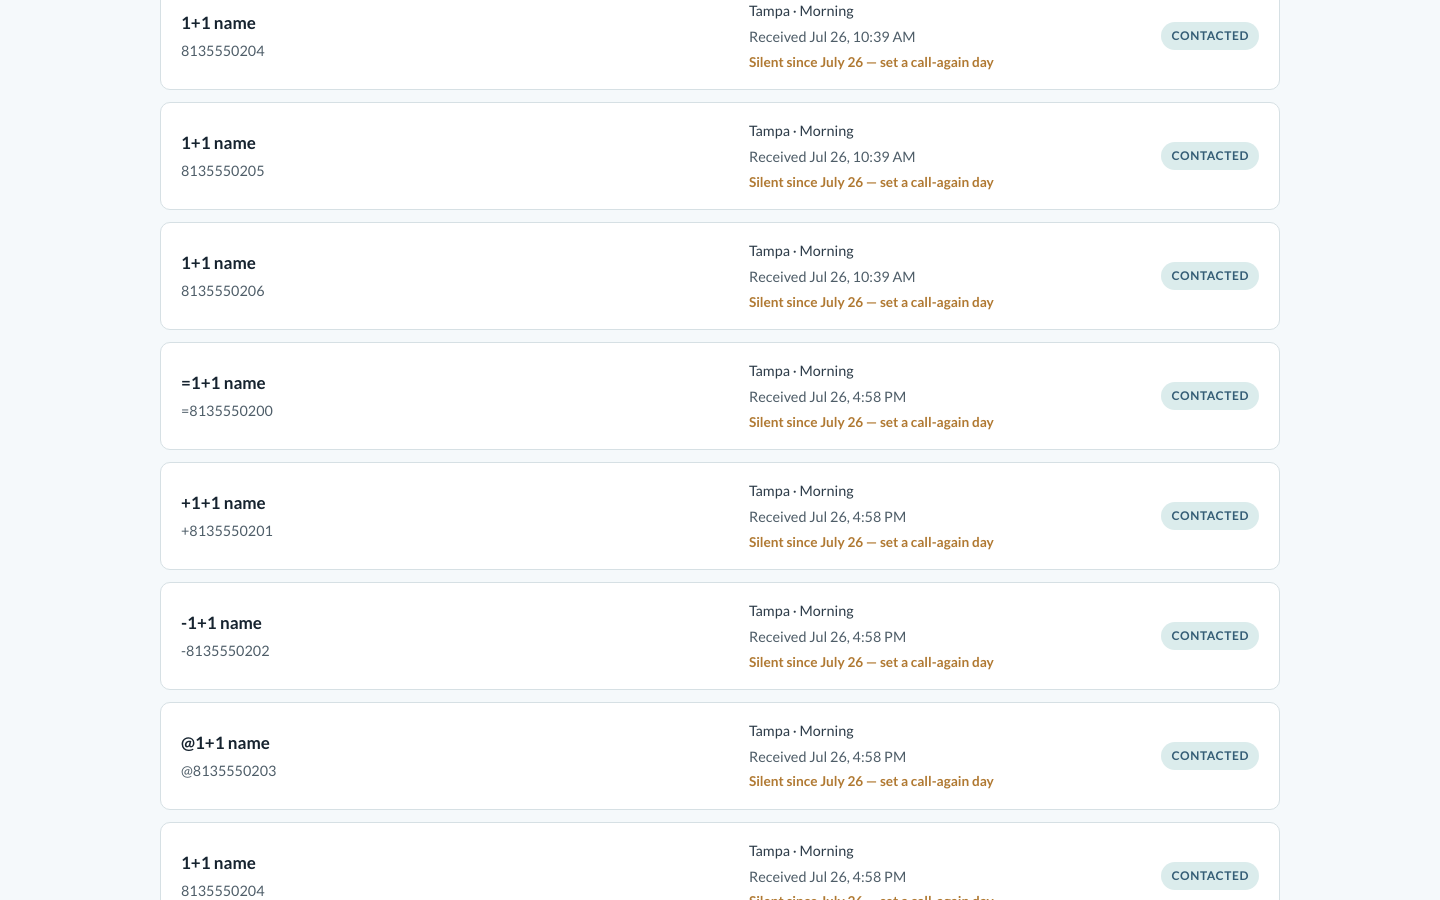 1+1 name
8135550204
Tampa · Morning
Received Jul 26, 10:39 AM
Silent since July 26 — set a call-again day
CONTACTED
1+1 name
8135550205
Tampa · Morning
Received Jul 26, 10:39 AM
Silent since July 26 — set a call-again day
CONTACTED
1+1 name
8135550206
Tampa · Morning
Received Jul 26, 10:39 AM
Silent since July 26 — set a call-again day
CONTACTED
=1+1 name
=8135550200
Tampa · Morning
Received Jul 26, 4:58 PM
Silent since July 26 — set a call-again day
CONTACTED
+1+1 name
+8135550201
Tampa · Morning
Received Jul 26, 4:58 PM
Silent since July 26 — set a call-again day
CONTACTED
-1+1 name
-8135550202
Tampa · Morning
Received Jul 26, 4:58 PM
Silent since July 26 — set a call-again day
CONTACTED
@1+1 name
@8135550203
Tampa · Morning
Received Jul 26, 4:58 PM
Silent since July 26 — set a call-again day
CONTACTED
1+1 name
8135550204
Tampa · Morning
Received Jul 26, 4:58 PM
CONTACTED